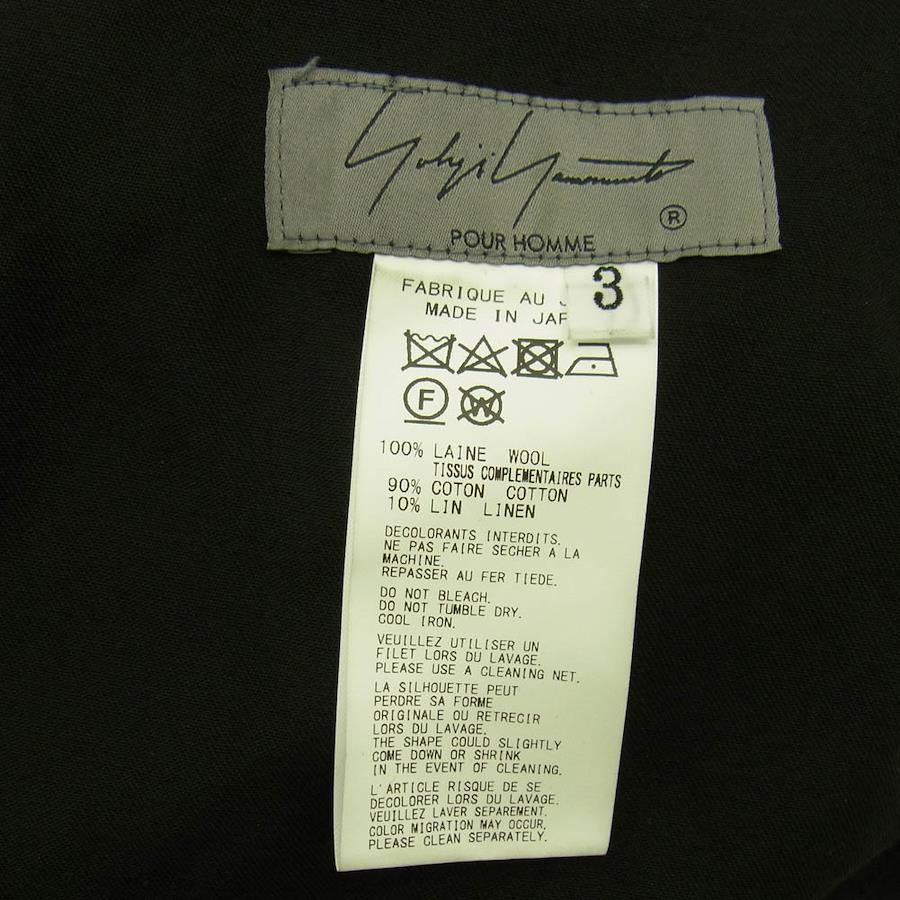 Yohji Yamamoto
®
POUR HOMME
3
FABRIQUE AU
MADE IN
F
W
100% LAINE WOOL
TISSUS COMPLEMENTAIRES PARTS
90% COTON COTTON
10% LIN LINEN
DECOLORANTS INTERDITS.
NE PAS FAIRE SECHER A LA
MACHINE.
REPASSER AU FER TIEDE.
DO NOT BLEACH.
DO NOT TUMBLE DRY.
COOL IRON.
VEUILLEZ UTILISER UN
FILET LORS DU LAVAGE.
PLEASE USE A CLEANING NET.
LA SILHOUETTE PEUT
PERDRE SA FORME
ORIGINALE OU RETRECIR
LORS DU LAVAGE.
THE SHAPE COULD SLIGHTLY
COME DOWN OR SHRINK
IN THE EVENT OF CLEANING.
L'ARTICLE RISQUE DE SE
DECOLORER LORS DU LAVAGE.
VEUILLEZ LAVER SEPAREMENT.
COLOR MIGRATION MAY OCCUR.
PLEASE CLEAN SEPARATELY.